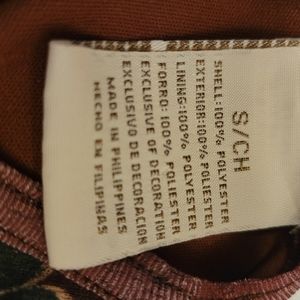 S/CH
SHELL:100% POLYESTER
EXTERIOR:100% POLIESTER
LINING:100% POLYESTER
FORRO:100% POLIESTER
EXCLUSIVE OF DECORATION
EXCLUSIVO DE DECORACION
MADE IN PHILIPPINES
HECHO EN FILIPINAS